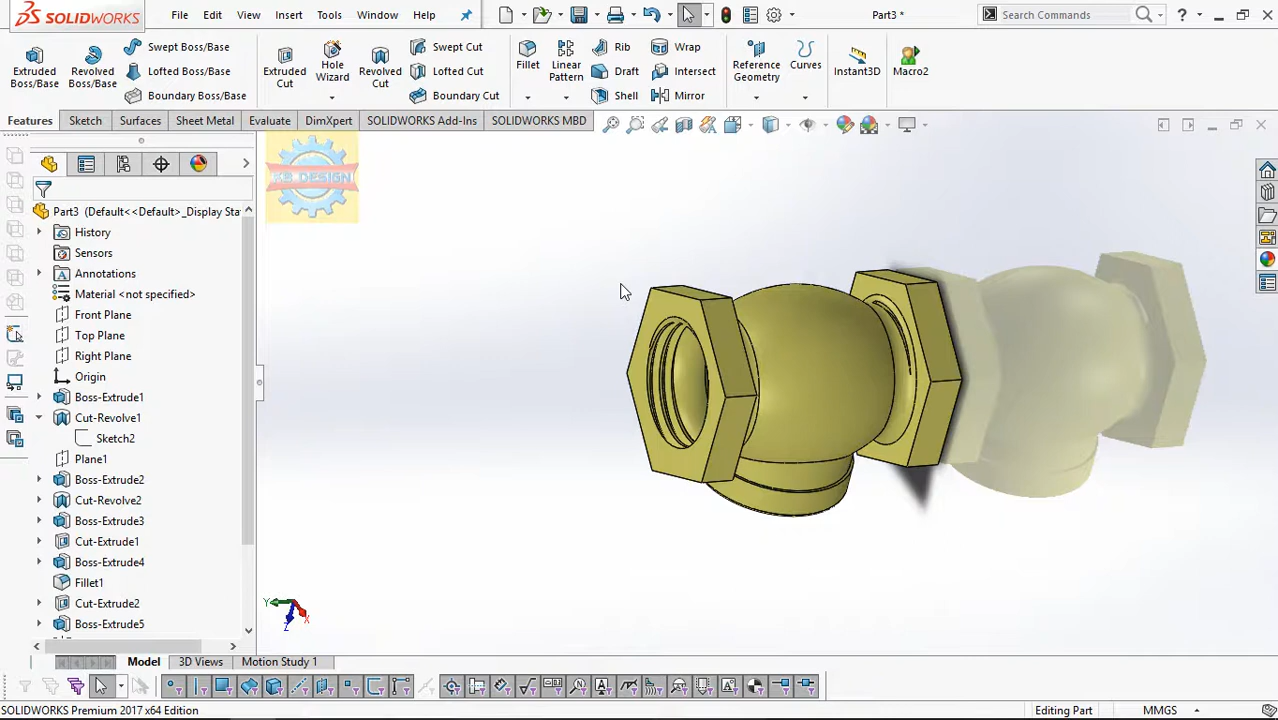 SOLIDWORKS
File Edit View Insert Tools Window Help
Part3 *
Search Commands
Extruded Boss/Base
Revolved Boss/Base
Swept Boss/Base
Lofted Boss/Base
Boundary Boss/Base
Extruded Cut
Hole Wizard
Revolved Cut
Swept Cut
Lofted Cut
Boundary Cut
Fillet
Linear Pattern
Rib
Draft
Shell
Wrap
Intersect
Mirror
Reference Geometry
Curves
Instant3D
Macro2
Features Sketch Surfaces Sheet Metal Evaluate DimXpert SOLIDWORKS Add-Ins SOLIDWORKS MBD
SB DESIGN
Part3 (Default<<Default>_Display Sta
History
Sensors
Annotations
Material <not specified>
Front Plane
Top Plane
Right Plane
Origin
Boss-Extrude1
Cut-Revolve1
Sketch2
Plane1
Boss-Extrude2
Cut-Revolve2
Boss-Extrude3
Cut-Extrude1
Boss-Extrude4
Fillet1
Cut-Extrude2
Boss-Extrude5
Y
X
Z
Model 3D Views Motion Study 1
SOLIDWORKS Premium 2017 x64 Edition
Editing Part
MMGS